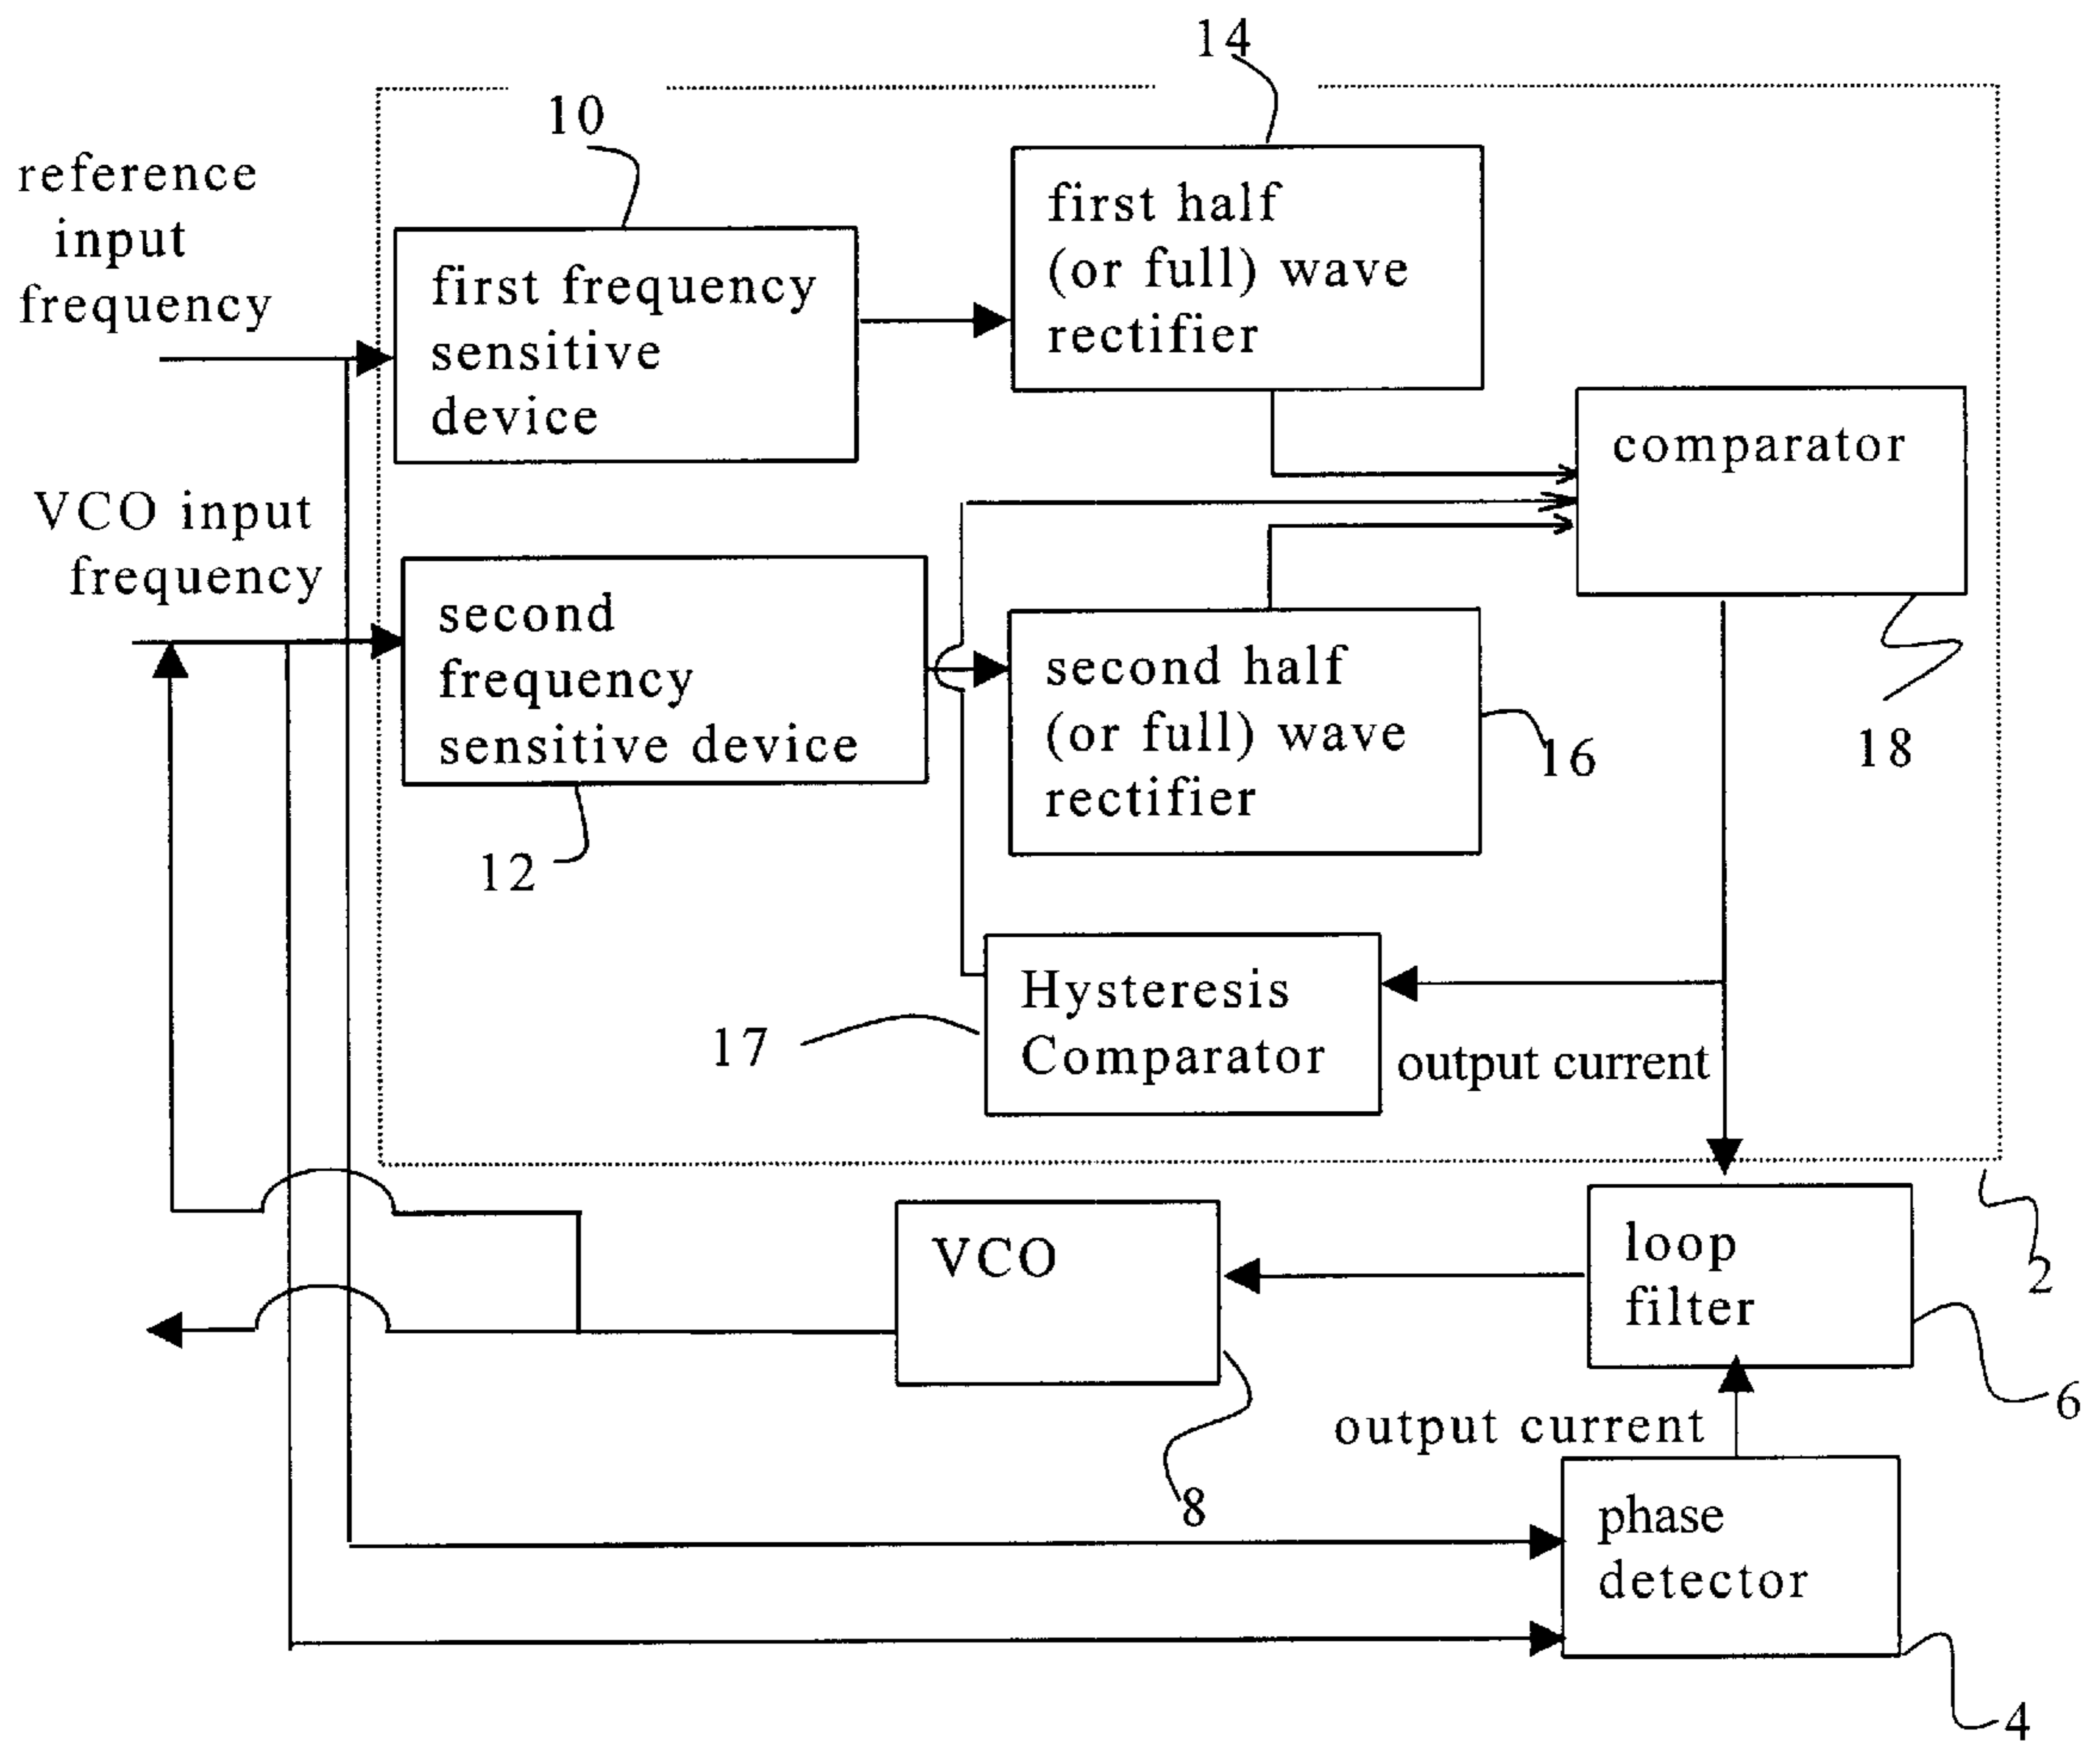 14
10
reference
input
frequency
first half
(or full) wave
rectifier
first frequency
sensitive
device
comparator
VCO input
frequency
second
frequency
sensitive device
second half
(or full) wave
rectifier
16
18
12
Hysteresis
Comparator
17
output current
VCO
loop
filter
2
6
output current
8
phase
detector
4